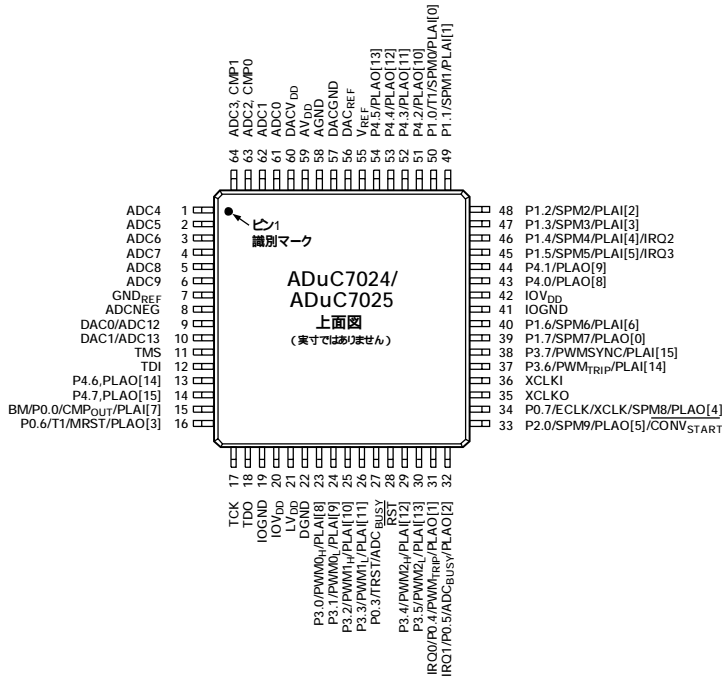 64 ADC3, CMP1
63 ADC2, CMP0
62 ADC1
61 ADC0
60 DACVDD
59 AVDD
58 AGND
57 DACGND
56 DACREF
55 VREF
54 P4.5/PLAO[13]
53 P4.4/PLAO[12]
52 P4.3/PLAO[11]
51 P4.2/PLAO[10]
50 P1.0/T1/SPM0/PLAI[0]
49 P1.1/SPM1/PLAI[1]
ADC4 1
ADC5 2
ADC6 3
ADC7 4
ADC8 5
ADC9 6
GNDREF 7
ADCNEG 8
DAC0/ADC12 9
DAC1/ADC13 10
TMS 11
TDI 12
P4.6,PLAO[14] 13
P4.7,PLAO[15] 14
BM/P0.0/CMPOUT/PLAI[7] 15
P0.6/T1/MRST/PLAO[3] 16
ピン1
識別マーク
ADuC7024/
ADuC7025
上面図
(実寸ではありません)
48 P1.2/SPM2/PLAI[2]
47 P1.3/SPM3/PLAI[3]
46 P1.4/SPM4/PLAI[4]/IRQ2
45 P1.5/SPM5/PLAI[5]/IRQ3
44 P4.1/PLAO[9]
43 P4.0/PLAO[8]
42 IOVDD
41 IOGND
40 P1.6/SPM6/PLAI[6]
39 P1.7/SPM7/PLAO[0]
38 P3.7/PWMSYNC/PLAI[15]
37 P3.6/PWMTRIP/PLAI[14]
36 XCLKI
35 XCLKO
34 P0.7/ECLK/XCLK/SPM8/PLAO[4]
33 P2.0/SPM9/PLAO[5]/CONVSTART
TCK 17
TDO 18
IOGND 19
IOVDD 20
LVDD 21
DGND 22
P3.0/PWM0H/PLAI[8] 23
P3.1/PWM0L/PLAI[9] 24
P3.2/PWM1H/PLAI[10] 25
P3.3/PWM1L/PLAI[11] 26
P0.3/TRST/ADCBUSY 27
RST 28
P3.4/PWM2H/PLAI[12] 29
P3.5/PWM2L/PLAI[13] 30
IRQ0/P0.4/PWMTRIP/PLAO[1] 31
IRQ1/P0.5/ADCBUSY/PLAO[2] 32